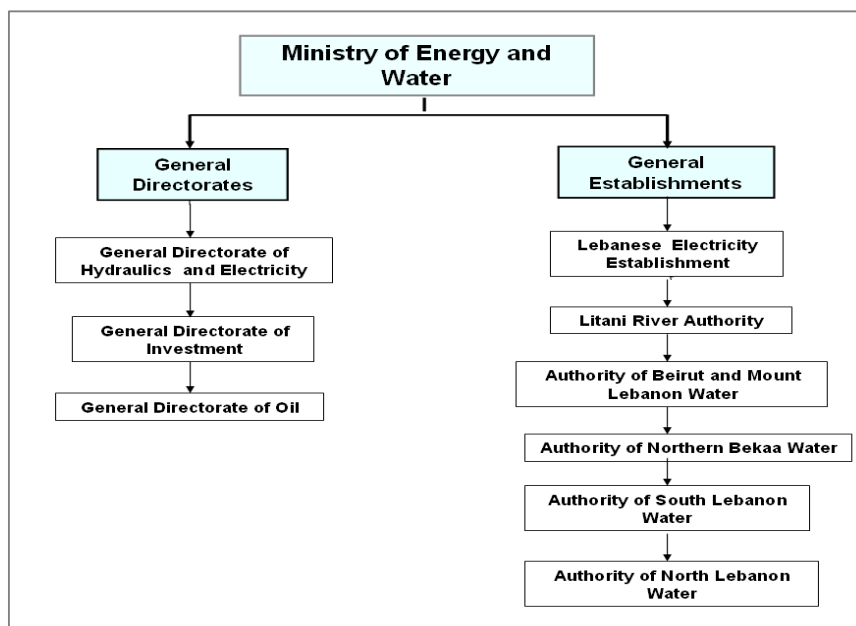 Ministry of Energy and
Water
General
Directorates
General Directorate of
Hydraulics and Electricity
General Directorate of
Investment
General Directorate of Oil
General
Establishments
Lebanese Electricity
Establishment
Litani River Authority
Authority of Beirut and Mount
Lebanon Water
Authority of Northern Bekaa Water
Authority of South Lebanon
Water
Authority of North Lebanon
Water